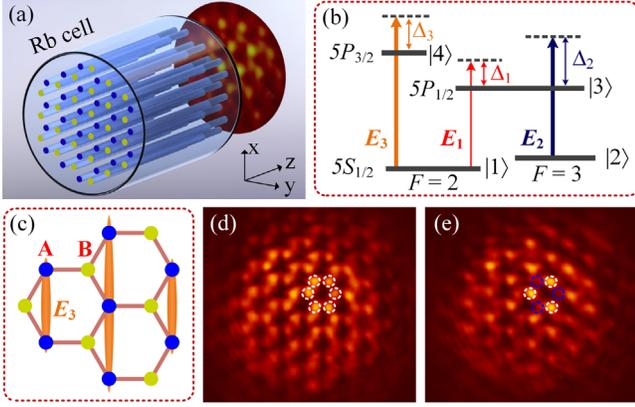 (a)
Rb cell
x
z
y
(b)
Δ₃
5P₃/₂
|4⟩
Δ₁
Δ₂
5P₁/₂
|3⟩
E₃
E₁
E₂
5S₁/₂
|1⟩
|2⟩
F = 2
F = 3
(c)
A
B
E₃
(d)
(e)